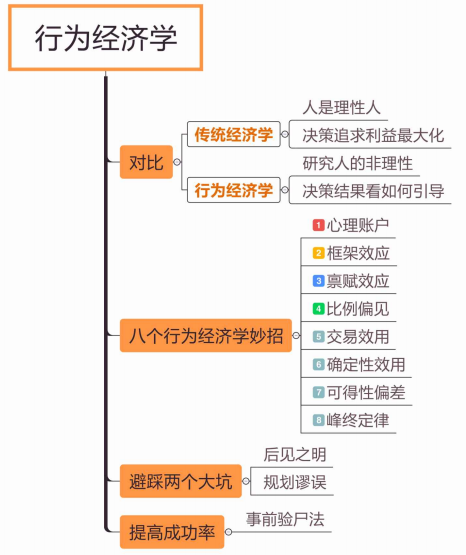 行为经济学
对比
传统经济学
人是理性人
决策追求利益最大化
行为经济学
研究人的非理性
决策结果看如何引导
八个行为经济学妙招
1 心理账户
2 框架效应
3 禀赋效应
4 比例偏见
5 交易效用
6 确定性效用
7 可得性偏差
8 峰终定律
避踩两个大坑
后见之明
规划谬误
提高成功率
事前验尸法